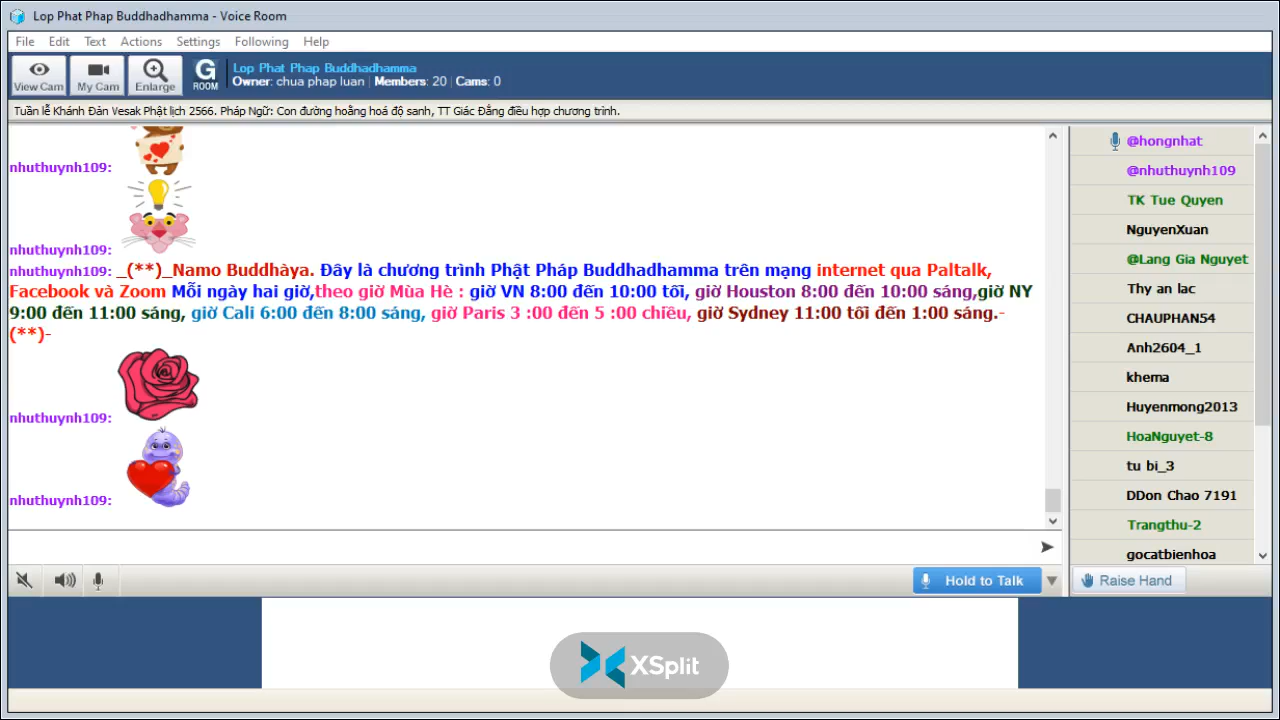 Lop Phat Phap Buddhadhamma - Voice Room
File Edit Text Actions Settings Following Help
View Cam My Cam Enlarge G ROOM
Lop Phat Phap Buddhadhamma
Owner: chua phap luan | Members: 20 | Cams: 0
Tuần lễ Khánh Đản Vesak Phật lịch 2566. Pháp Ngữ: Con đường hoằng hoá độ sanh, TT Giác Đẳng điều hợp chương trình.
nhuthuynh109:
nhuthuynh109:
nhuthuynh109: _(**)_Namo Buddhàya. Đây là chương trình Phật Pháp Buddhadhamma trên mạng internet qua Paltalk,
Facebook và Zoom Mỗi ngày hai giờ,theo giờ Mùa Hè : giờ VN 8:00 đến 10:00 tối, giờ Houston 8:00 đến 10:00 sáng,giờ NY
9:00 đến 11:00 sáng, giờ Cali 6:00 đến 8:00 sáng, giờ Paris 3 :00 đến 5 :00 chiều, giờ Sydney 11:00 tối đến 1:00 sáng.-
(**)-
nhuthuynh109:
nhuthuynh109:
@hongnhat
@nhuthuynh109
TK Tue Quyen
NguyenXuan
@Lang Gia Nguyet
Thy an lac
CHAUPHAN54
Anh2604_1
khema
Huyenmong2013
HoaNguyet-8
tu bi_3
DDon Chao 7191
Trangthu-2
gocatbienhoa
Hold to Talk
Raise Hand
XSplit